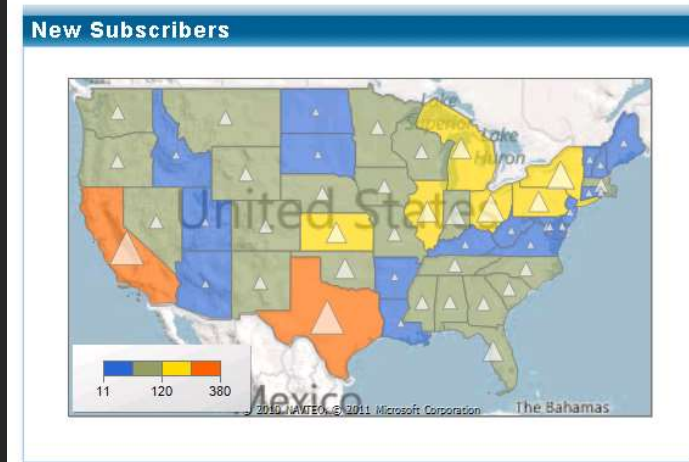 New Subscribers
Lake
Superior
Lake
Huron
United States
11 120 380
Mexico
© 2010 NAVTEQ, © 2011 Microsoft Corporation
The Bahamas